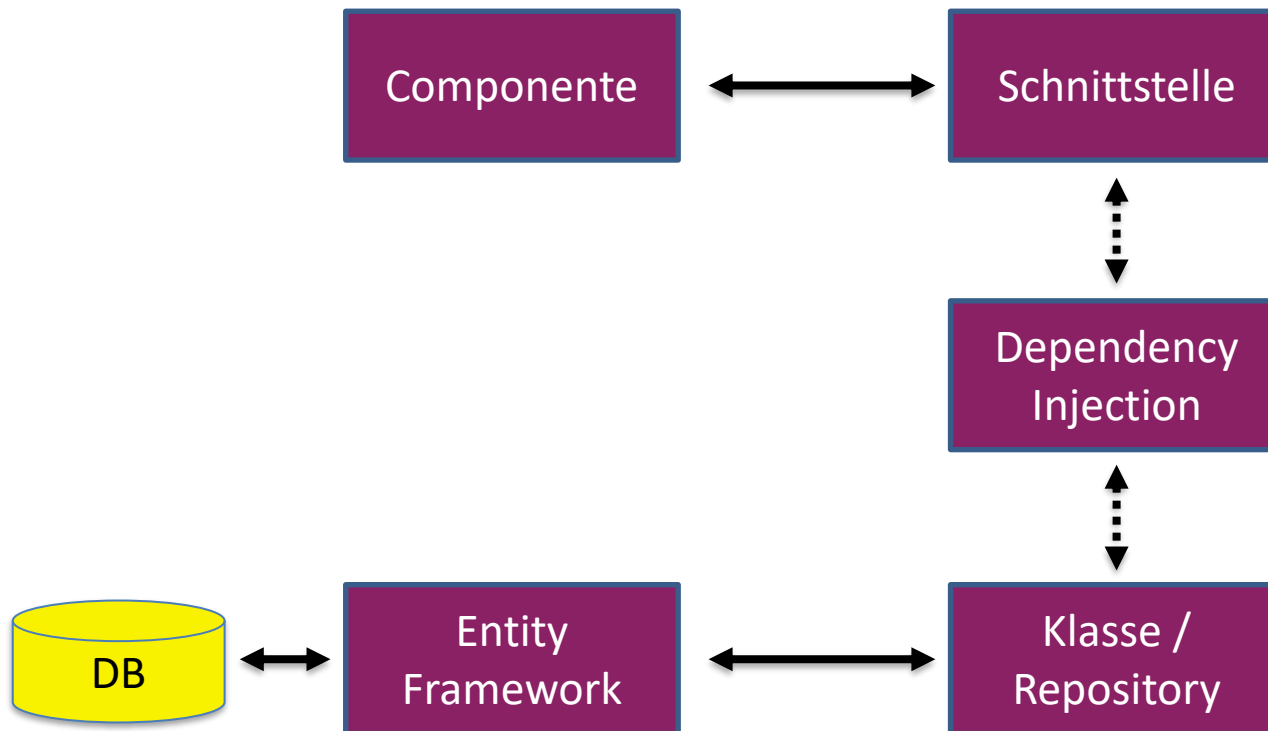 Componente
Schnittstelle
Dependency
Injection
DB
Entity
Framework
Klasse /
Repository